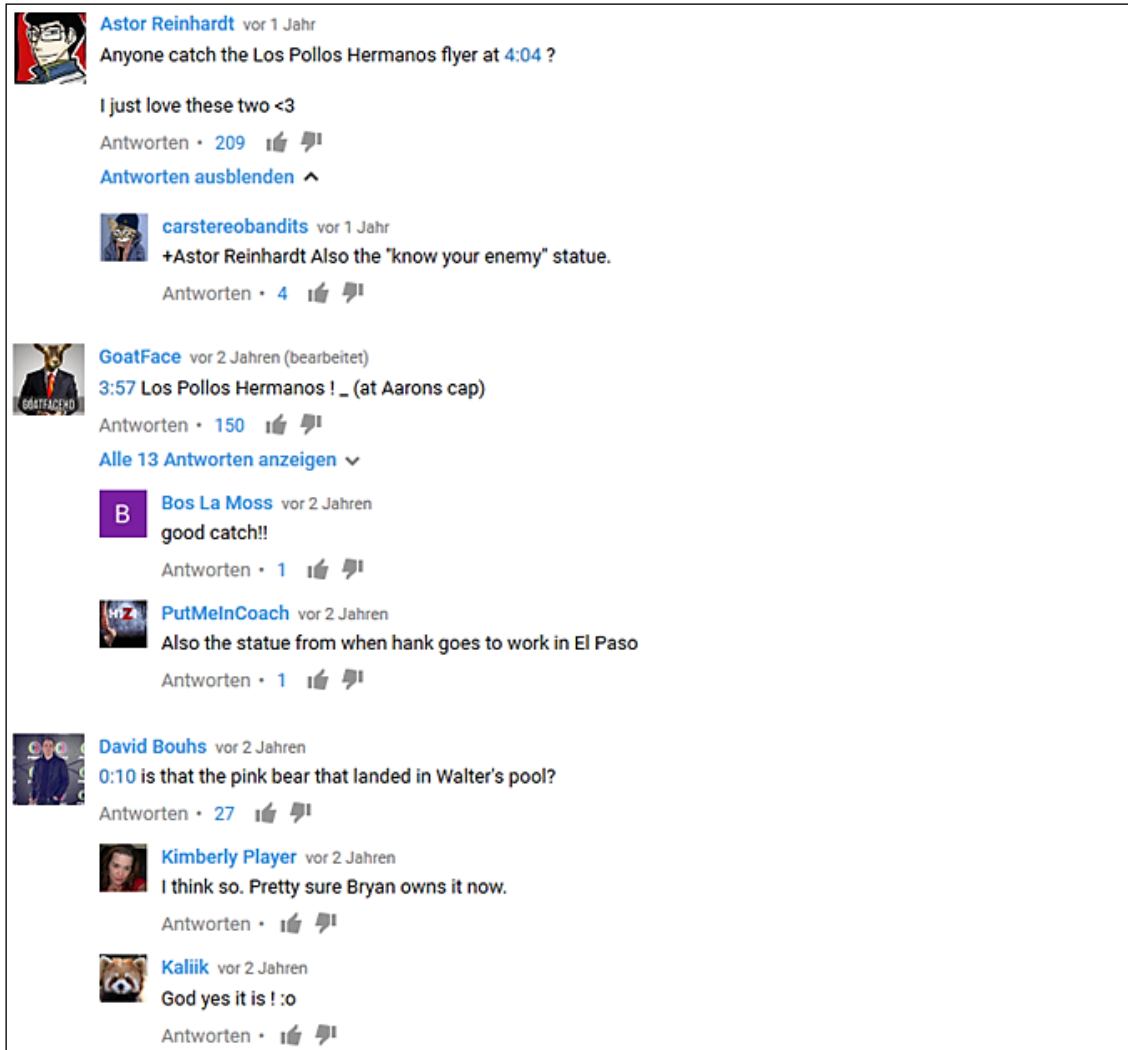 Astor Reinhardt vor 1 Jahr
Anyone catch the Los Pollos Hermanos flyer at 4:04 ?
I just love these two <3
Antworten • 209
Antworten ausblenden
carstereobandits vor 1 Jahr
+Astor Reinhardt Also the "know your enemy" statue.
Antworten • 4
GoatFace vor 2 Jahren (bearbeitet)
3:57 Los Pollos Hermanos ! _ (at Aarons cap)
GOATFACEHD
Antworten • 150
Alle 13 Antworten anzeigen
B
Bos La Moss vor 2 Jahren
good catch!!
Antworten • 1
H1Z1
PutMeInCoach vor 2 Jahren
Also the statue from when hank goes to work in El Paso
Antworten • 1
David Bouhs vor 2 Jahren
0:10 is that the pink bear that landed in Walter's pool?
Antworten • 27
Kimberly Player vor 2 Jahren
I think so. Pretty sure Bryan owns it now.
Antworten •
Kaliik vor 2 Jahren
God yes it is ! :o
Antworten •